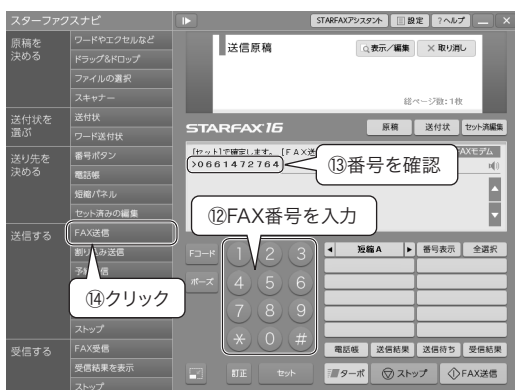 スターファクスナビ
STARFAXアシスタント
設定
?ヘルプ
原稿を決める
ワードやエクセルなど
ドラッグ&ドロップ
ファイルの選択
スキャナー
送付状を選ぶ
送付状
ワード送付状
送り先を決める
番号ボタン
電話帳
短縮パネル
セット済みの編集
送信する
FAX送信
割り込み送信
ストップ
受信する
FAX受信
受信結果を表示
ストップ
送信原稿
表示/編集
取り消し
総ページ数:1枚
STARFAX'16
原稿
送付状
セット済編集
[セット]で確定します。[FAX送
AXモデム
>0661472764
⑬番号を確認
⑫FAX番号を入力
⑭クリック
Fコード
1 2 3
ポーズ
4 5 6
7 8 9
* 0 #
訂正
セット
短縮A
番号表示
全選択
電話帳
送信結果
送信待ち
受信結果
ターボ
ストップ
FAX送信